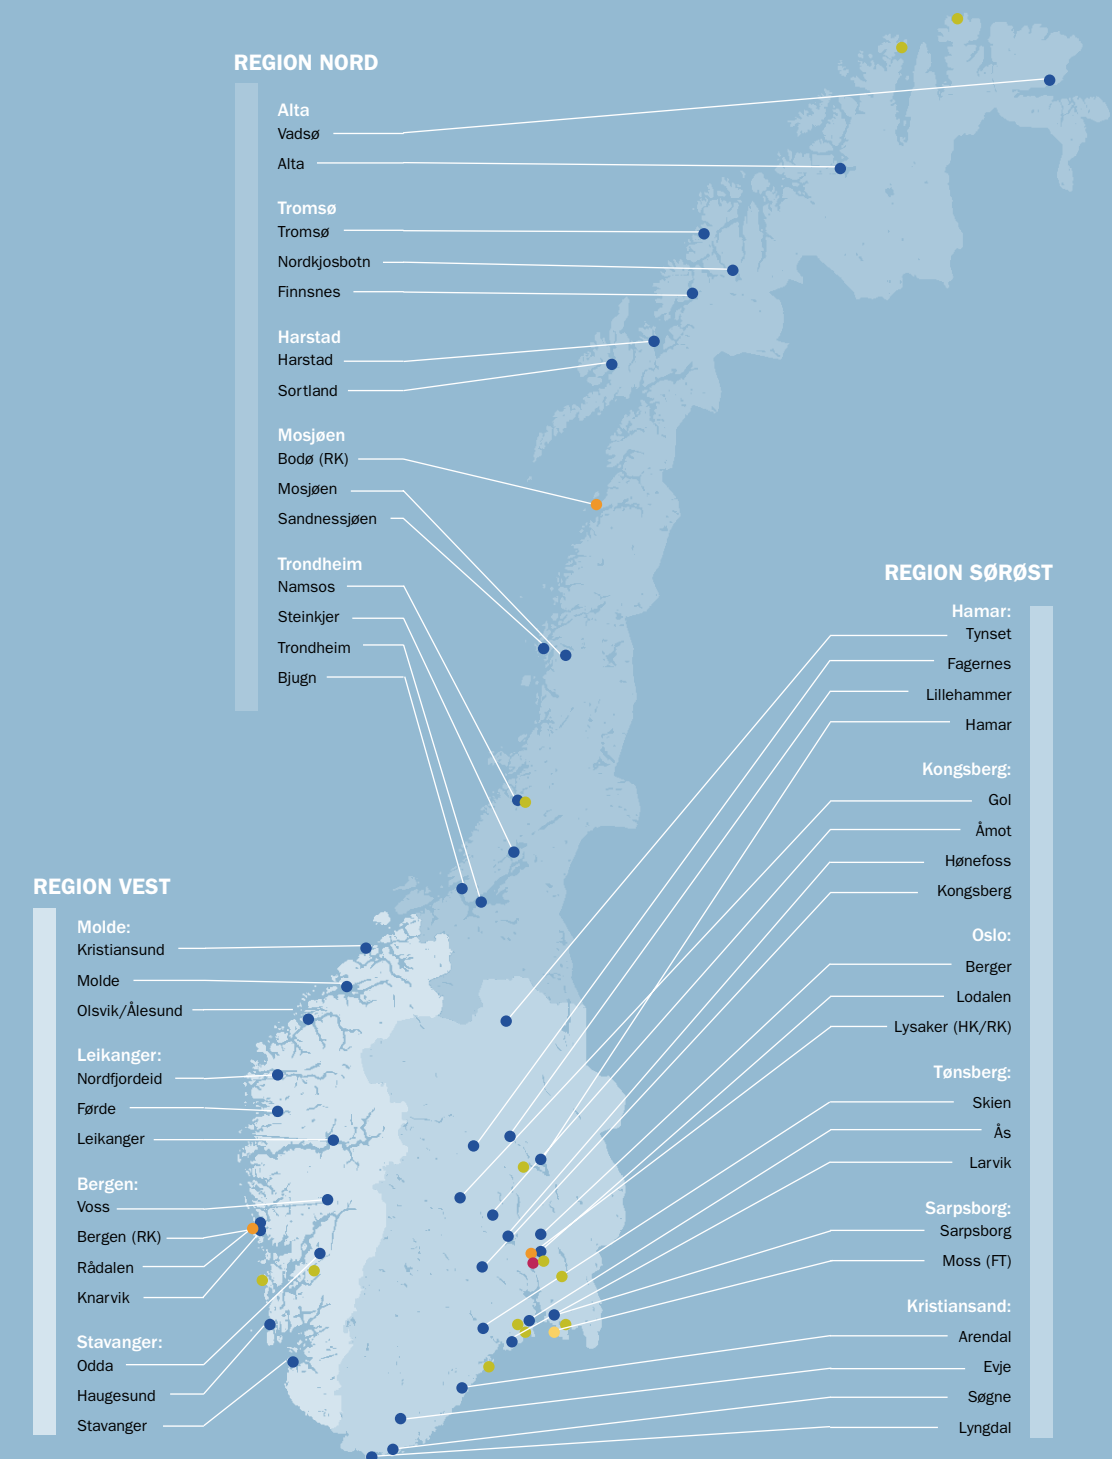 REGION NORD
Alta
Vadsø
Alta
Tromsø
Tromsø
Nordkjosbotn
Finnsnes
Harstad
Harstad
Sortland
Mosjøen
Bodø (RK)
Mosjøen
Sandnessjøen
Trondheim
Namsos
Steinkjer
Trondheim
Bjugn
REGION VEST
Molde:
Kristiansund
Molde
Olsvik/Ålesund
Leikanger:
Nordfjordeid
Førde
Leikanger
Bergen:
Voss
Bergen (RK)
Rådalen
Knarvik
Stavanger:
Odda
Haugesund
Stavanger
REGION SØRØST
Hamar:
Tynset
Fagernes
Lillehammer
Hamar
Kongsberg:
Gol
Åmot
Hønefoss
Kongsberg
Oslo:
Berger
Lodalen
Lysaker (HK/RK)
Tønsberg:
Skien
Ås
Larvik
Sarpsborg:
Sarpsborg
Moss (FT)
Kristiansand:
Arendal
Evje
Søgne
Lyngdal